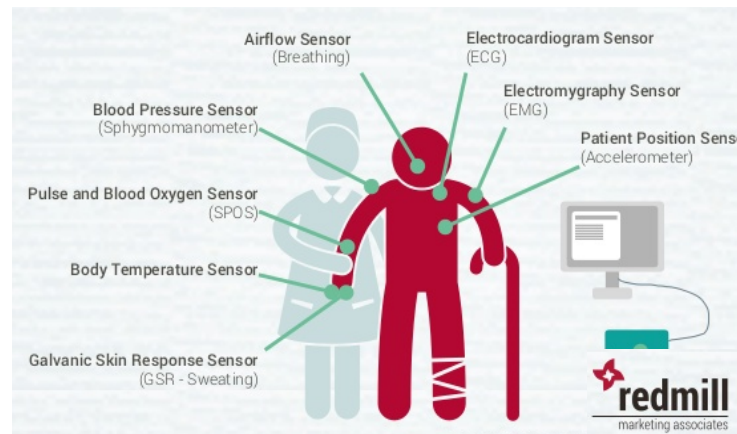 Airflow Sensor
(Breathing)
Electrocardiogram Sensor
(ECG)
Blood Pressure Sensor
(Sphygmomanometer)
Electromygraphy Sensor
(EMG)
Patient Position Sens
(Accelerometer)
Pulse and Blood Oxygen Sensor
(SPOS)
Body Temperature Sensor
Galvanic Skin Response Sensor
(GSR - Sweating)
redmill
marketing associates